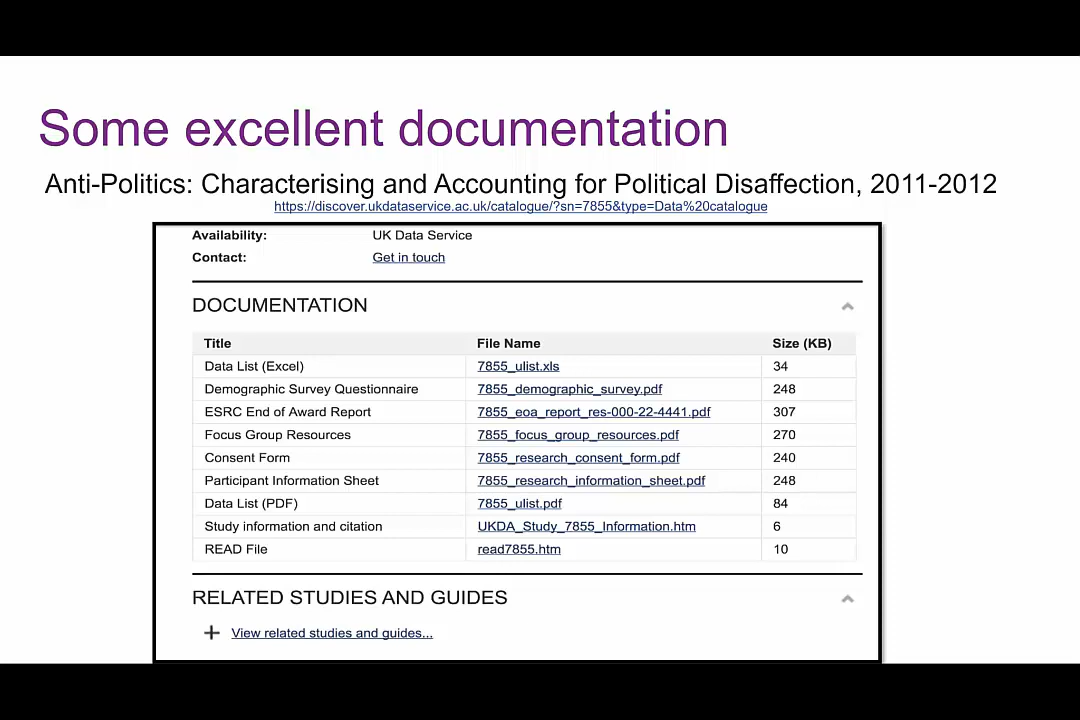 Some excellent documentation
Anti-Politics: Characterising and Accounting for Political Disaffection, 2011-2012
https://discover.ukdataservice.ac.uk/catalogue/?sn=7855&type=Data%20catalogue
Availability: UK Data Service
Contact: Get in touch
DOCUMENTATION
Title File Name Size (KB)
Data List (Excel) 7855_ulist.xls 34
Demographic Survey Questionnaire 7855_demographic_survey.pdf 248
ESRC End of Award Report 7855_eoa_report_res-000-22-4441.pdf 307
Focus Group Resources 7855_focus_group_resources.pdf 270
Consent Form 7855_research_consent_form.pdf 240
Participant Information Sheet 7855_research_information_sheet.pdf 248
Data List (PDF) 7855_ulist.pdf 84
Study information and citation UKDA_Study_7855_Information.htm 6
READ File read7855.htm 10
RELATED STUDIES AND GUIDES
+ View related studies and guides...